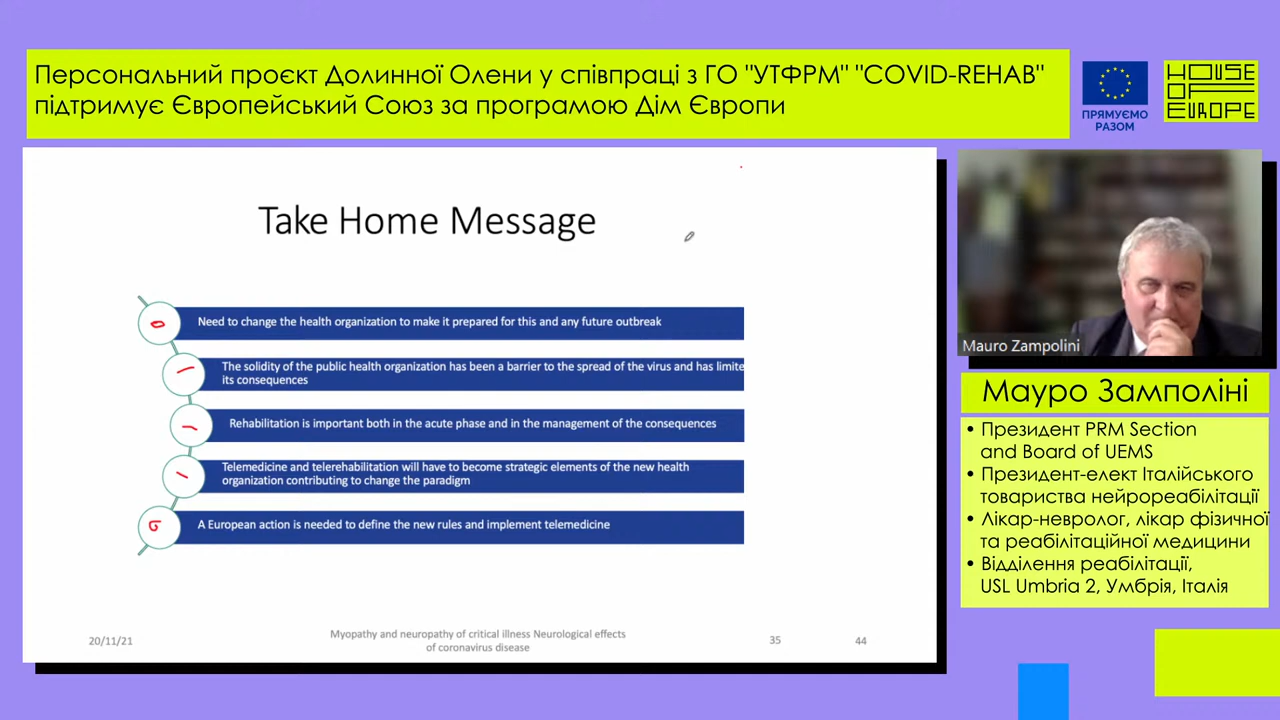 Персональний проєкт Долинної Олени у співпраці з ГО "УТФРМ" "COVID-REHAB"
підтримує Європейський Союз за програмою Дім Європи
ПРЯМУЄМО
РАЗОМ
HOUSE
OF
EUROPE
Take Home Message
Need to change the health organization to make it prepared for this and any future outbreak
The solidity of the public health organization has been a barrier to the spread of the virus and has limite
its consequences
Rehabilitation is important both in the acute phase and in the management of the consequences
Telemedicine and telerehabilitation will have to become strategic elements of the new health
organization contributing to change the paradigm
A European action is needed to define the new rules and implement telemedicine
20/11/21
Myopathy and neuropathy of critical illness Neurological effects
of coronavirus disease
35
44
Mauro Zampolini
Мауро Замполіні
• Президент PRM Section
and Board of UEMS
• Президент-елект Італійського
товариства нейрореабілітації
• Лікар-невролог, лікар фізичної
та реабілітаційної медицини
• Відділення реабілітації,
USL Umbria 2, Умбрія, Італія